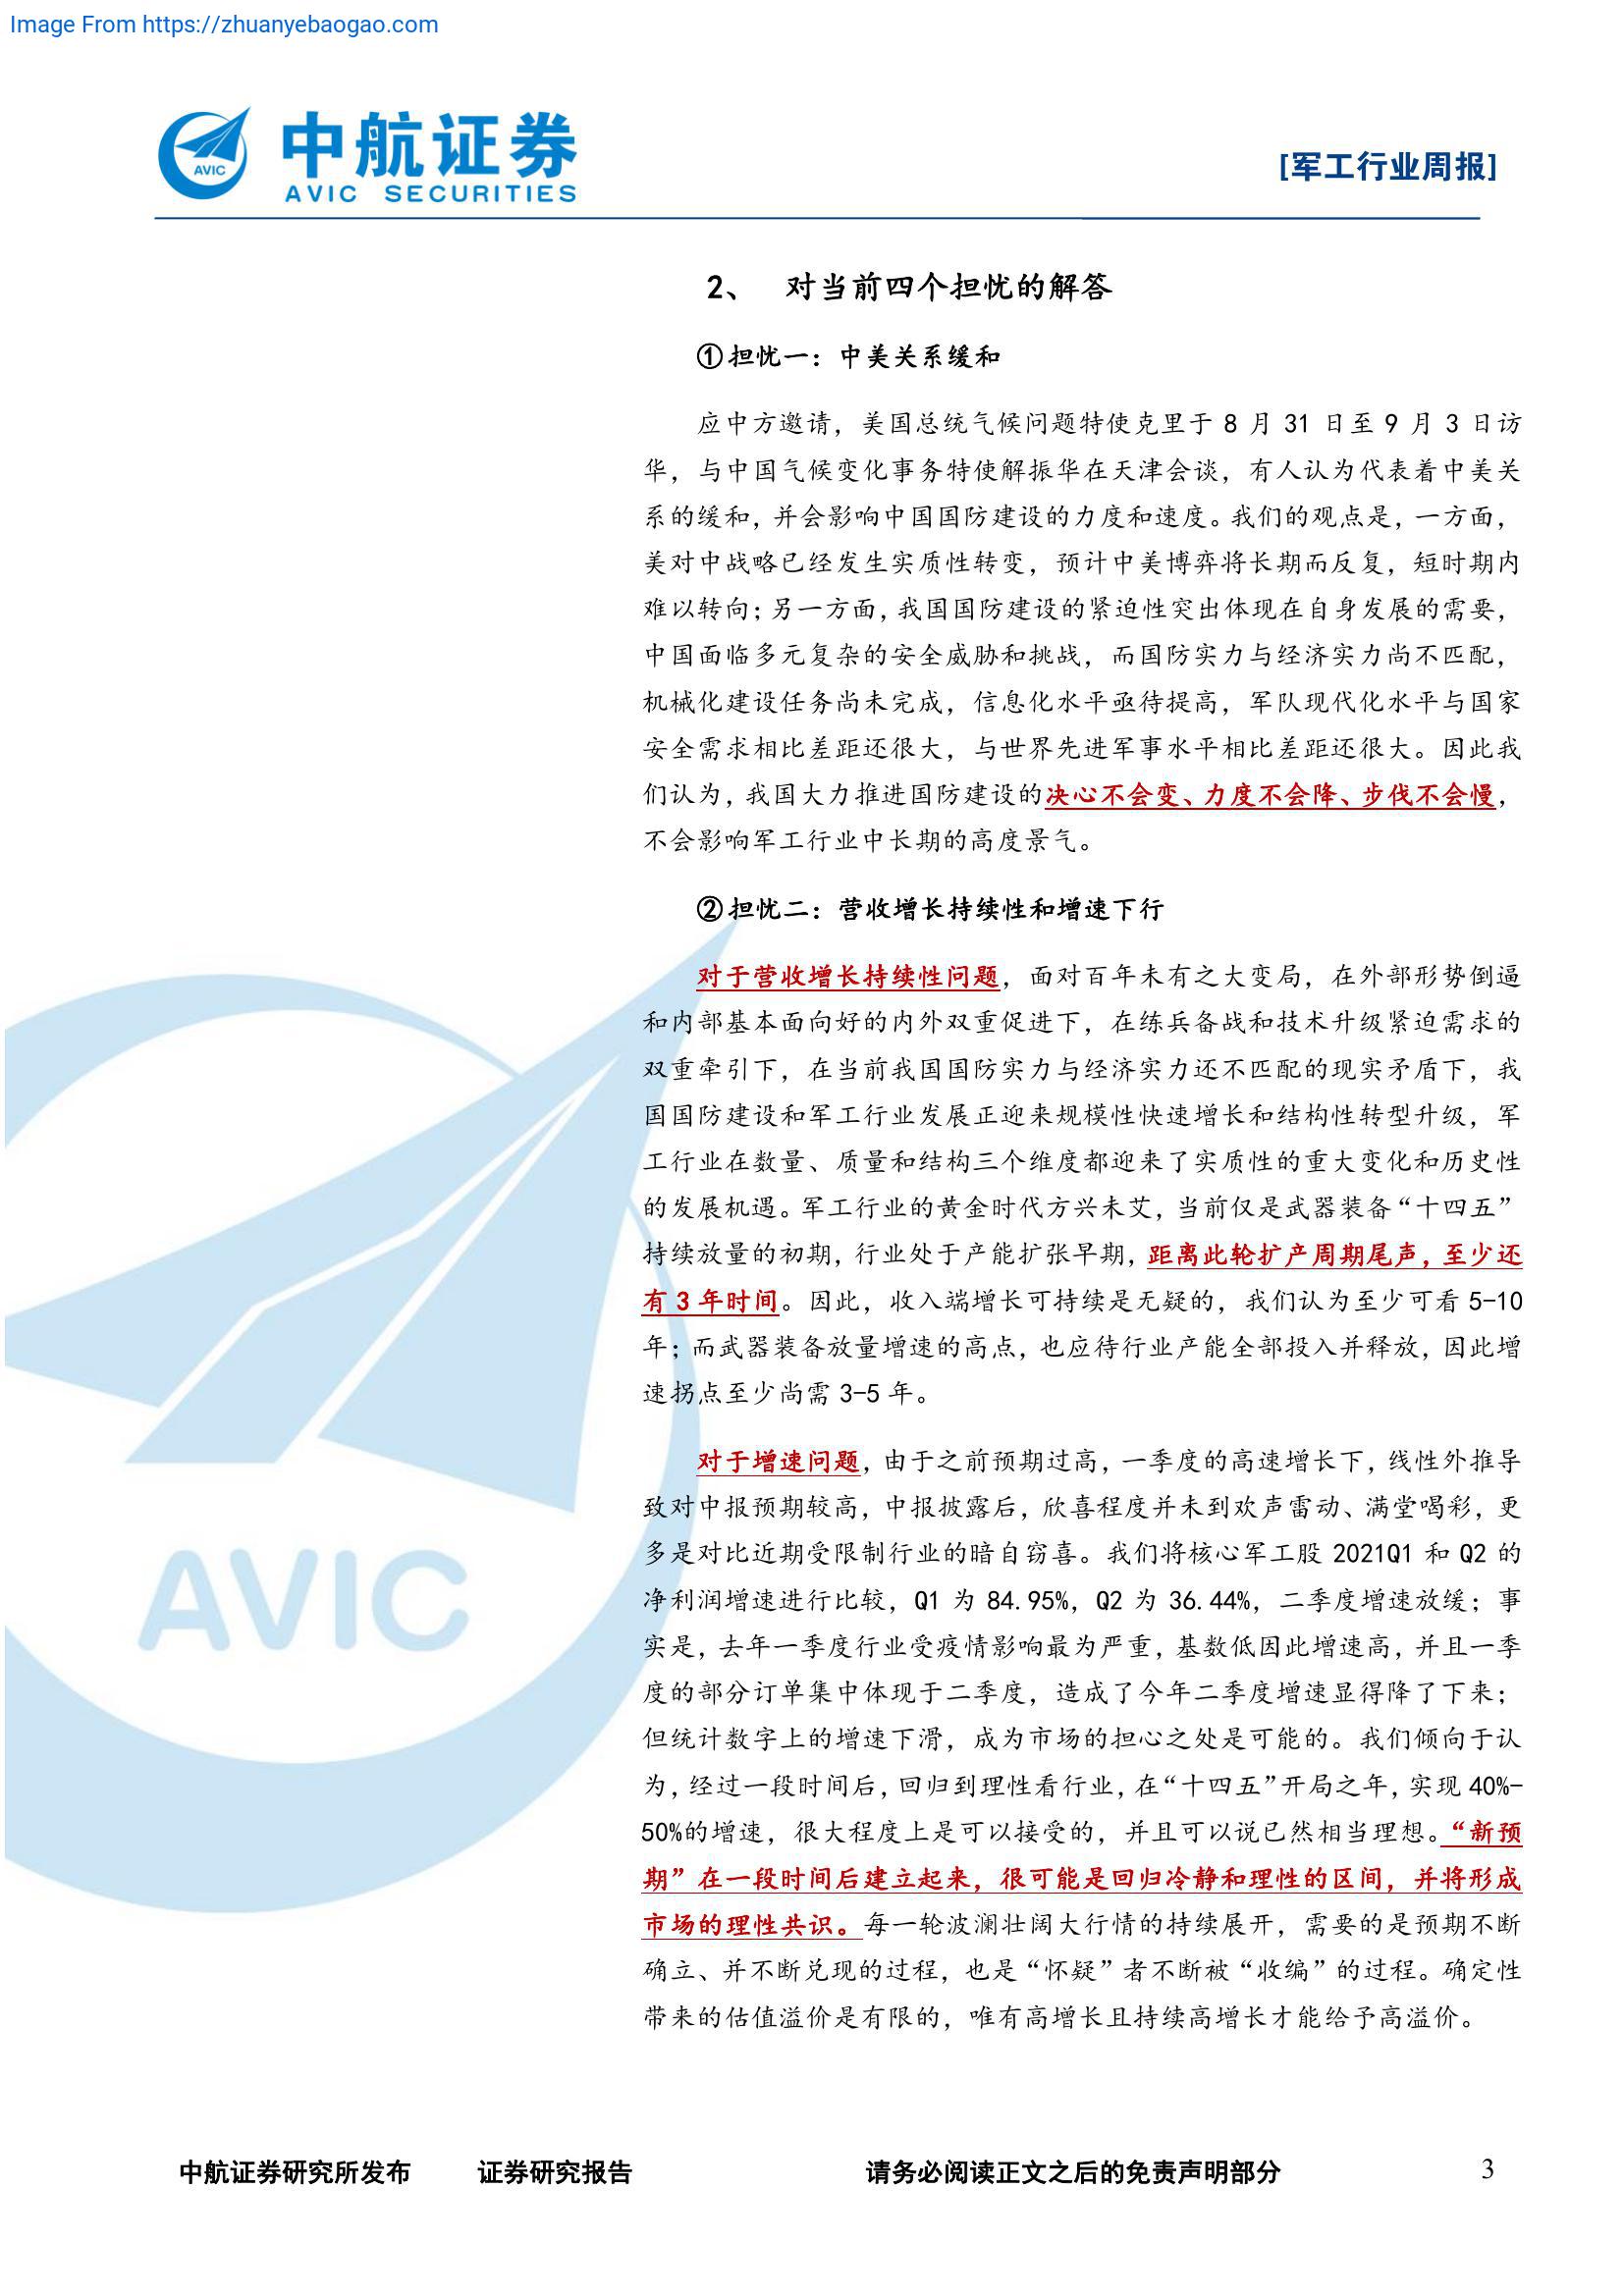 Image From https://zhuanyebaogao.com
AVIC
中航证券
AVIC SECURITIES
[军工行业周报]
2、 对当前四个担忧的解答
①担忧一：中美关系缓和
应中方邀请，美国总统气候问题特使克里于 8 月 31 日至 9 月 3 日访
华，与中国气候变化事务特使解振华在天津会谈，有人认为代表着中美关
系的缓和，并会影响中国国防建设的力度和速度。我们的观点是，一方面，
美对中战略已经发生实质性转变，预计中美博弈将长期而反复，短时期内
难以转向；另一方面，我国国防建设的紧迫性突出体现在自身发展的需要，
中国面临多元复杂的安全威胁和挑战，而国防实力与经济实力尚不匹配，
机械化建设任务尚未完成，信息化水平亟待提高，军队现代化水平与国家
安全需求相比差距还很大，与世界先进军事水平相比差距还很大。因此我
们认为，我国大力推进国防建设的决心不会变、力度不会降、步伐不会慢，
不会影响军工行业中长期的高度景气。
②担忧二：营收增长持续性和增速下行
对于营收增长持续性问题，面对百年未有之大变局，在外部形势倒逼
和内部基本面向好的内外双重促进下，在练兵备战和技术升级紧迫需求的
双重牵引下，在当前我国国防实力与经济实力还不匹配的现实矛盾下，我
国国防建设和军工行业发展正迎来规模性快速增长和结构性转型升级，军
工行业在数量、质量和结构三个维度都迎来了实质性的重大变化和历史性
的发展机遇。军工行业的黄金时代方兴未艾，当前仅是武器装备“十四五”
持续放量的初期，行业处于产能扩张早期，距离此轮扩产周期尾声，至少还
有 3 年时间。因此，收入端增长可持续是无疑的，我们认为至少可看 5-10
年；而武器装备放量增速的高点，也应待行业产能全部投入并释放，因此增
速拐点至少尚需 3-5 年。
对于增速问题，由于之前预期过高，一季度的高速增长下，线性外推导
致对中报预期较高，中报披露后，欣喜程度并未到欢声雷动、满堂喝彩，更
多是对比近期受限制行业的暗自窃喜。我们将核心军工股 2021Q1 和 Q2 的
净利润增速进行比较，Q1 为 84.95%，Q2 为 36.44%，二季度增速放缓；事
实是，去年一季度行业受疫情影响最为严重，基数低因此增速高，并且一季
度的部分订单集中体现于二季度，造成了今年二季度增速显得降了下来；
但统计数字上的增速下滑，成为市场的担心之处是可能的。我们倾向于认
为，经过一段时间后，回归到理性看行业，在“十四五”开局之年，实现 40%-
50%的增速，很大程度上是可以接受的，并且可以说已然相当理想。“新预
期”在一段时间后建立起来，很可能是回归冷静和理性的区间，并将形成
市场的理性共识。每一轮波澜壮阔大行情的持续展开，需要的是预期不断
确立、并不断兑现的过程，也是“怀疑”者不断被“收编”的过程。确定性
带来的估值溢价是有限的，唯有高增长且持续高增长才能给予高溢价。
AVIC
中航证券研究所发布 证券研究报告 请务必阅读正文之后的免责声明部分 3